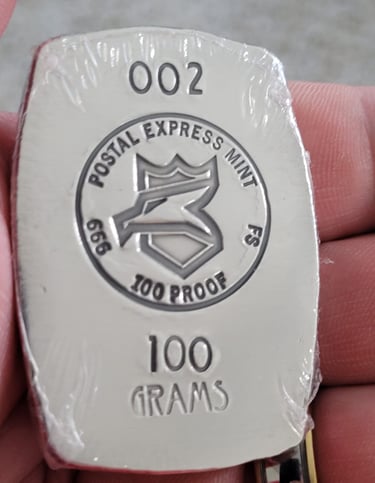 002
POSTAL EXPRESS MINT
999 FS
100 PROOF
100
GRAMS